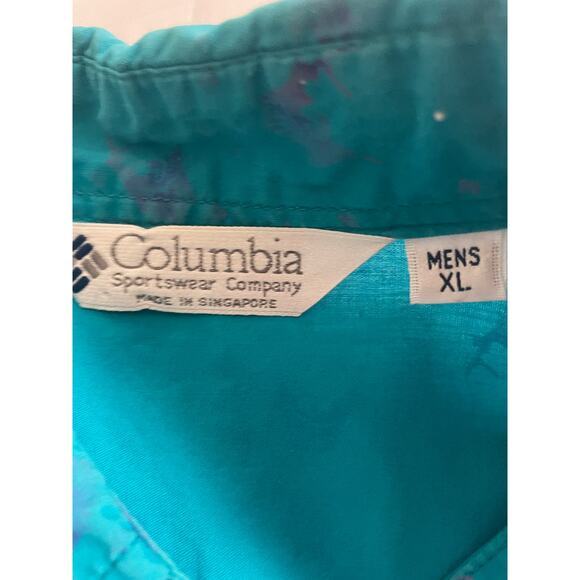 Columbia
Sportswear Company
MADE IN SINGAPORE
MENS
XL